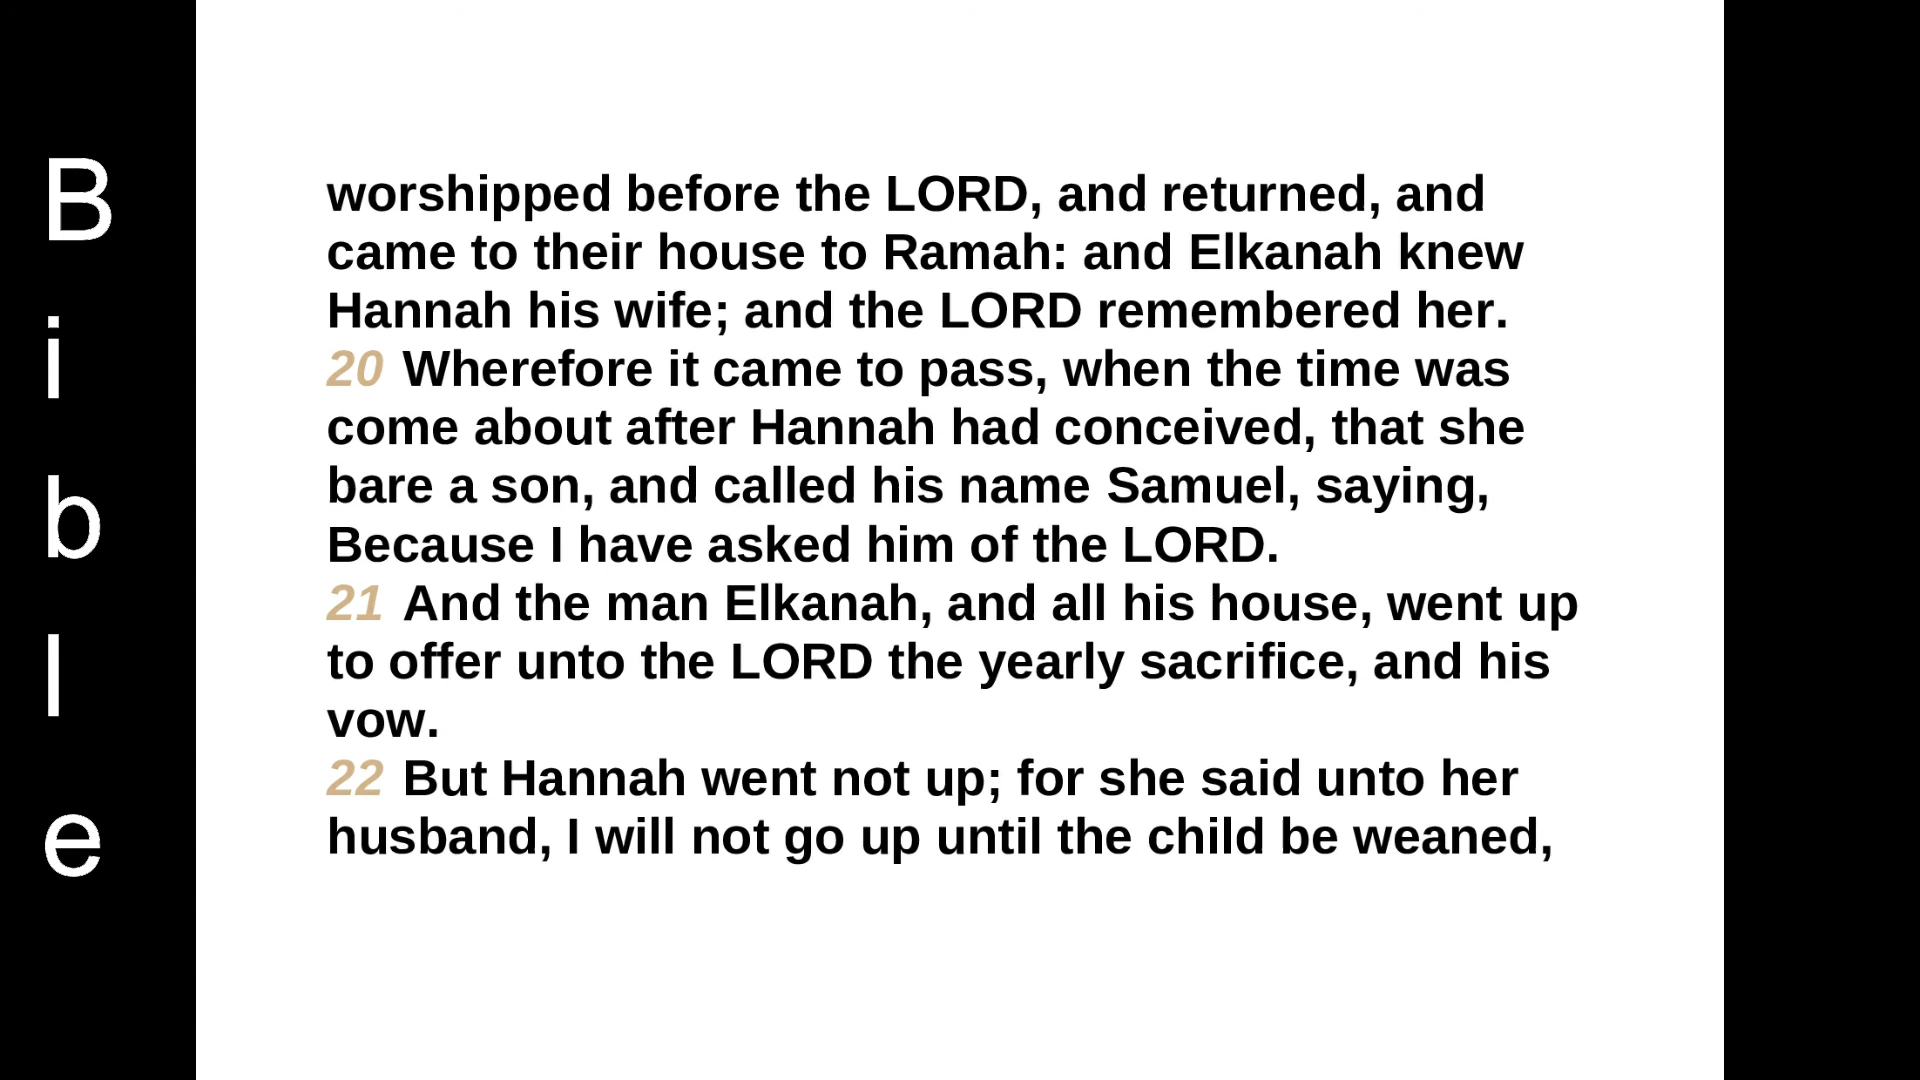 Bible
worshipped before the LORD, and returned, and
came to their house to Ramah: and Elkanah knew
Hannah his wife; and the LORD remembered her.
20 Wherefore it came to pass, when the time was
come about after Hannah had conceived, that she
bare a son, and called his name Samuel, saying,
Because I have asked him of the LORD.
21 And the man Elkanah, and all his house, went up
to offer unto the LORD the yearly sacrifice, and his
vow.
22 But Hannah went not up; for she said unto her
husband, I will not go up until the child be weaned,